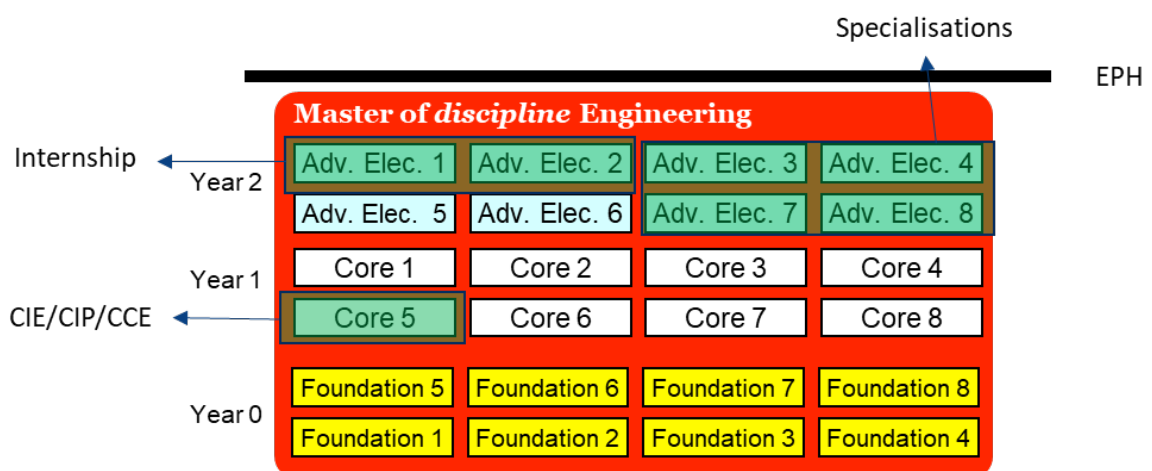 Specialisations
EPH
Master of discipline Engineering
Internship
Year 2
Adv. Elec. 1
Adv. Elec. 2
Adv. Elec. 3
Adv. Elec. 4
Adv. Elec. 5
Adv. Elec. 6
Adv. Elec. 7
Adv. Elec. 8
Year 1
Core 1
Core 2
Core 3
Core 4
CIE/CIP/CCE
Core 5
Core 6
Core 7
Core 8
Year 0
Foundation 5
Foundation 6
Foundation 7
Foundation 8
Foundation 1
Foundation 2
Foundation 3
Foundation 4